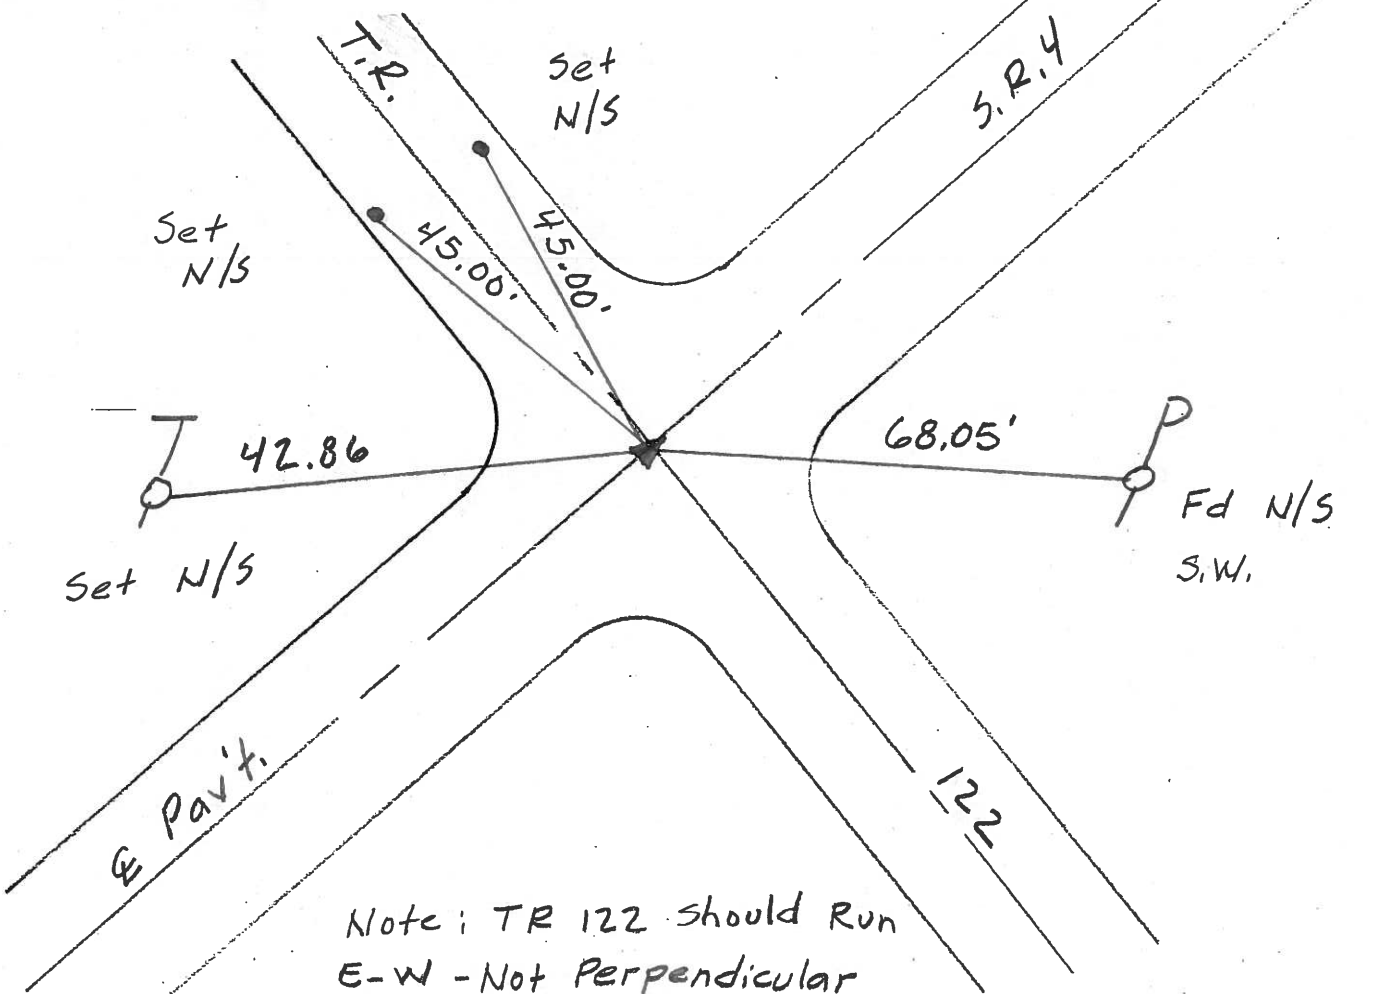 T.R.
Set
N/S
S.R. 4
Set
N/S
45.00'
45.00'
42.86
68.05'
Fd N/S
S.W.
Set N/S
℄ Pav't.
122
Note: TR 122 should Run
E-W - Not Perpendicular